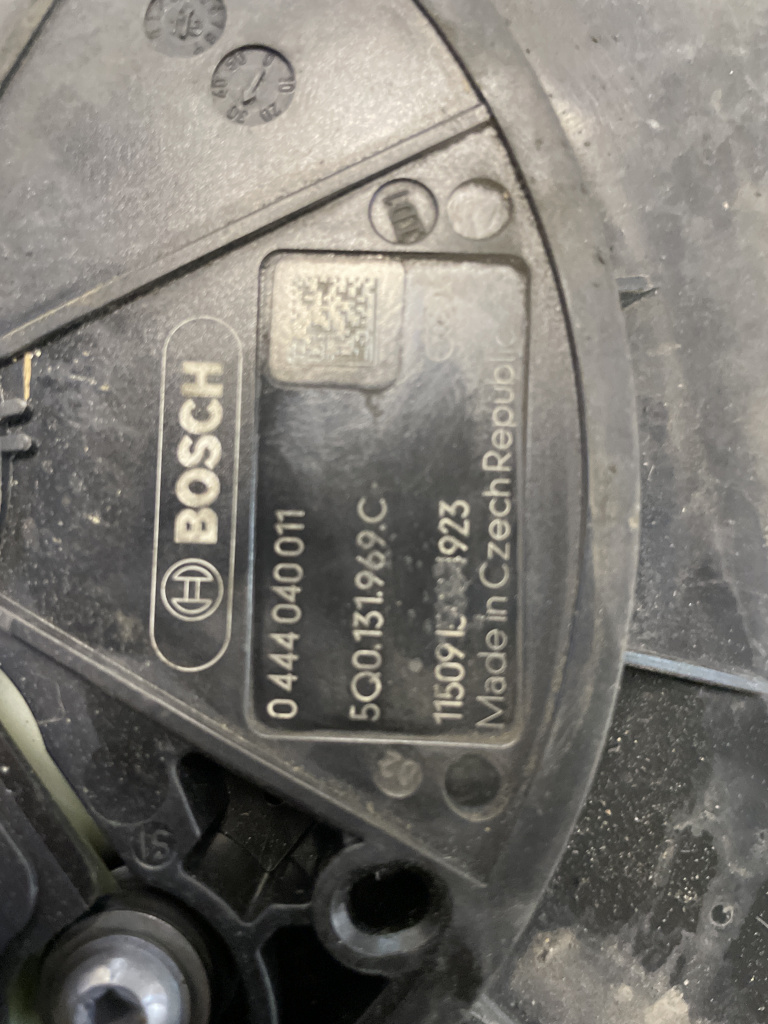 BOSCH
0 444 040 011
5Q0.131.969.C
Made in Czech Republic